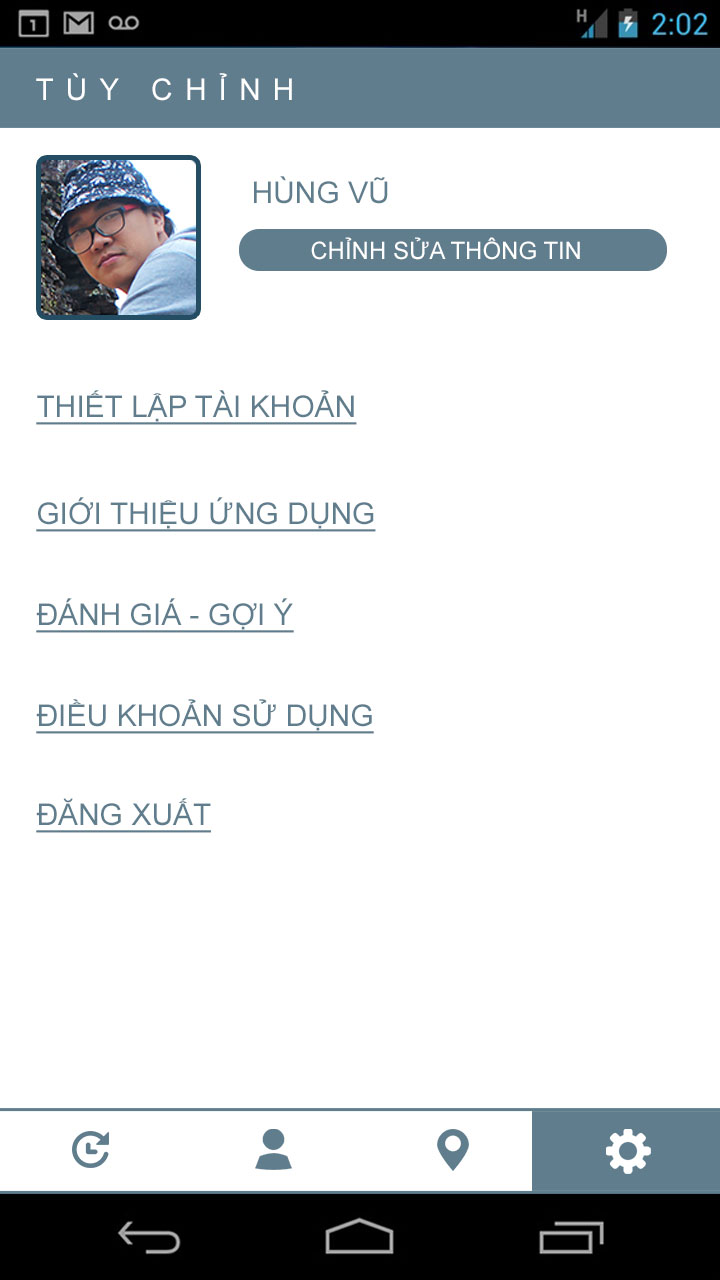 1
H
2:02
TÙY CHỈNH
HÙNG VŨ
CHỈNH SỬA THÔNG TIN
THIẾT LẬP TÀI KHOẢN
GIỚI THIỆU ỨNG DỤNG
ĐÁNH GIÁ - GỢI Ý
ĐIỀU KHOẢN SỬ DỤNG
ĐĂNG XUẤT